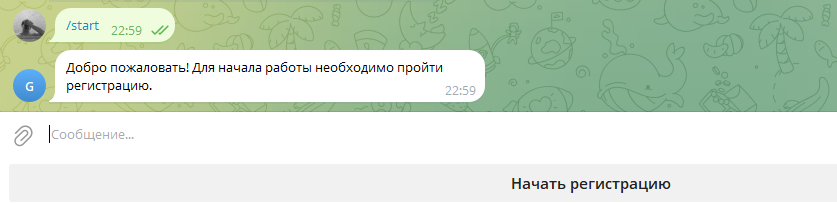 /start 22:59
G
Добро пожаловать! Для начала работы необходимо пройти
регистрацию.
22:59
Сообщение...
Начать регистрацию